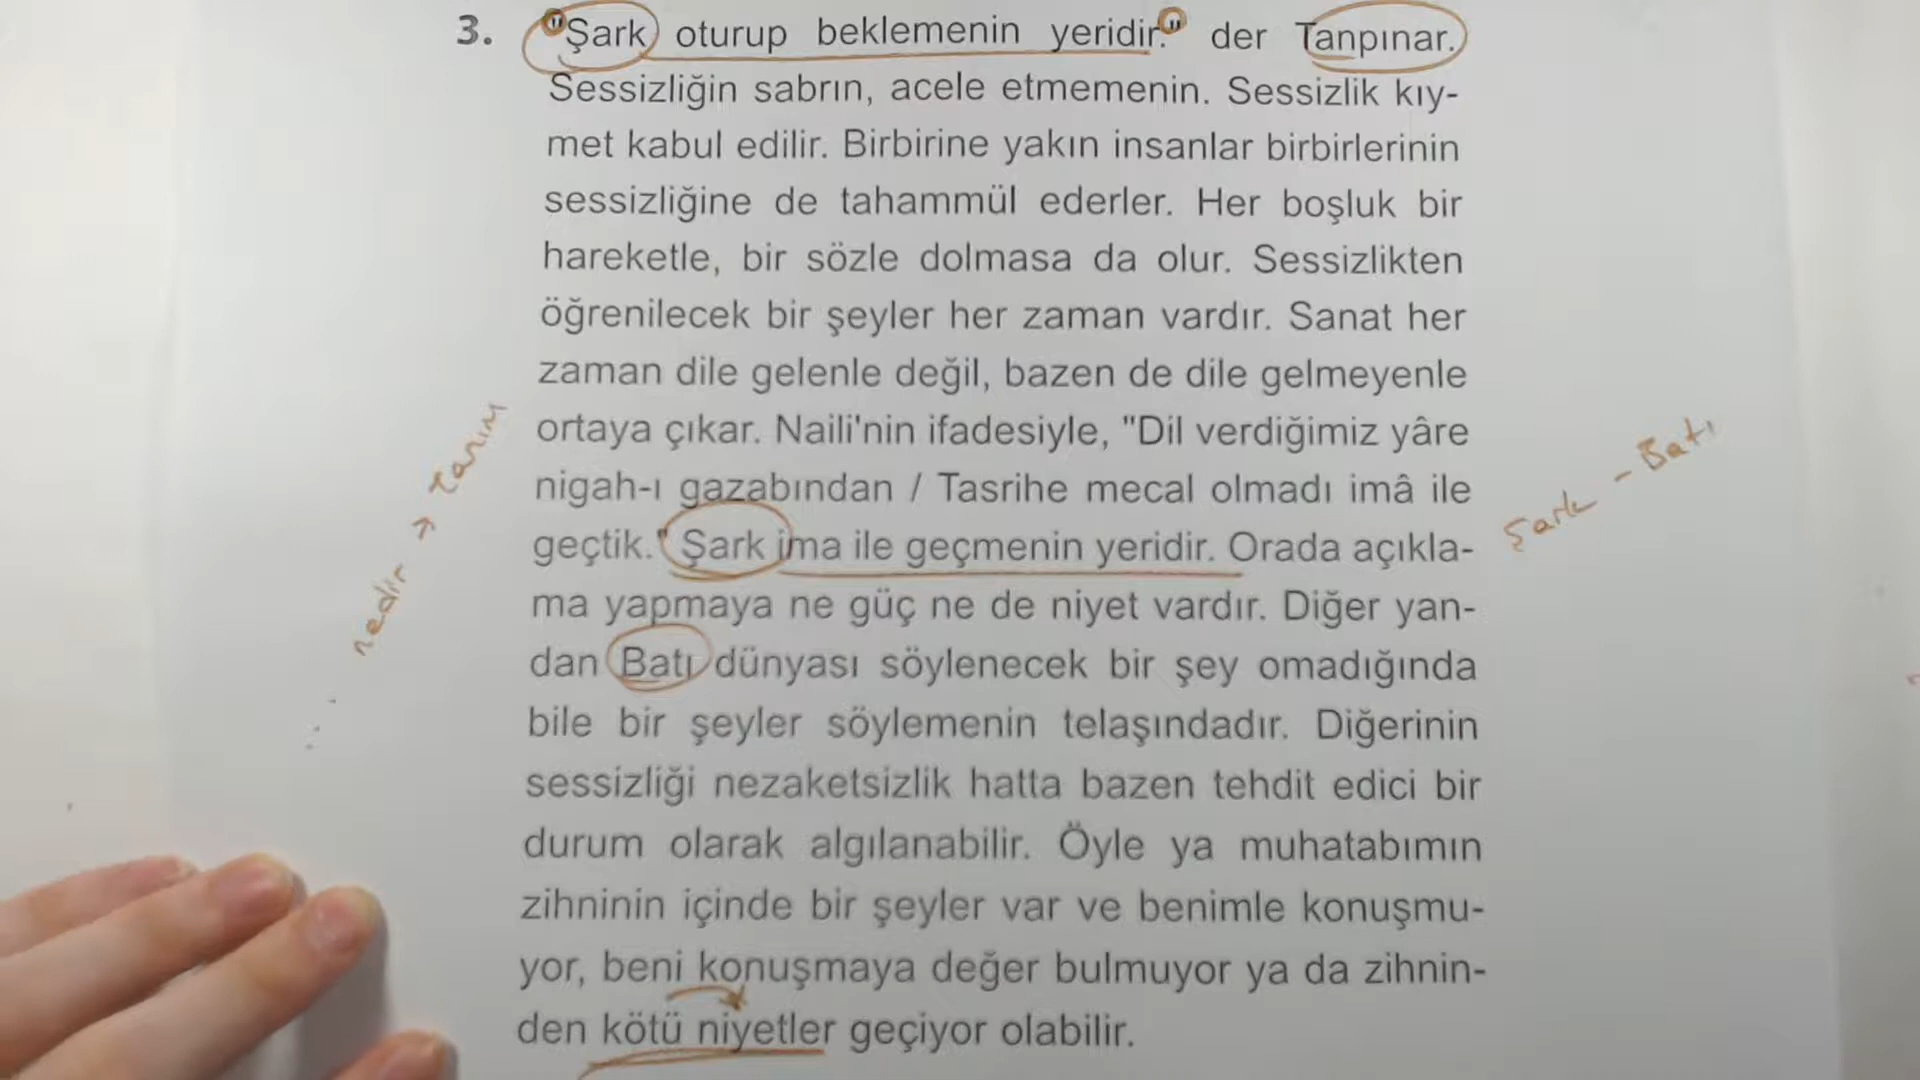 3. "Şark oturup beklemenin yeridir." der Tanpınar.
Sessizliğin sabrın, acele etmemenin. Sessizlik kıy-
met kabul edilir. Birbirine yakın insanlar birbirlerinin
sessizliğine de tahammül ederler. Her boşluk bir
hareketle, bir sözle dolmasa da olur. Sessizlikten
öğrenilecek bir şeyler her zaman vardır. Sanat her
zaman dile gelenle değil, bazen de dile gelmeyenle
ortaya çıkar. Naili'nin ifadesiyle, "Dil verdiğimiz yâre
nigah-ı gazabından / Tasrihe mecal olmadı imâ ile
geçtik." Şark ima ile geçmenin yeridir. Orada açıkla-
ma yapmaya ne güç ne de niyet vardır. Diğer yan-
dan Batı dünyası söylenecek bir şey omadığında
bile bir şeyler söylemenin telaşındadır. Diğerinin
sessizliği nezaketsizlik hatta bazen tehdit edici bir
durum olarak algılanabilir. Öyle ya muhatabımın
zihninin içinde bir şeyler var ve benimle konuşmu-
yor, beni konuşmaya değer bulmuyor ya da zihnin-
den kötü niyetler geçiyor olabilir.
nedir → tanım
Şark - Batı